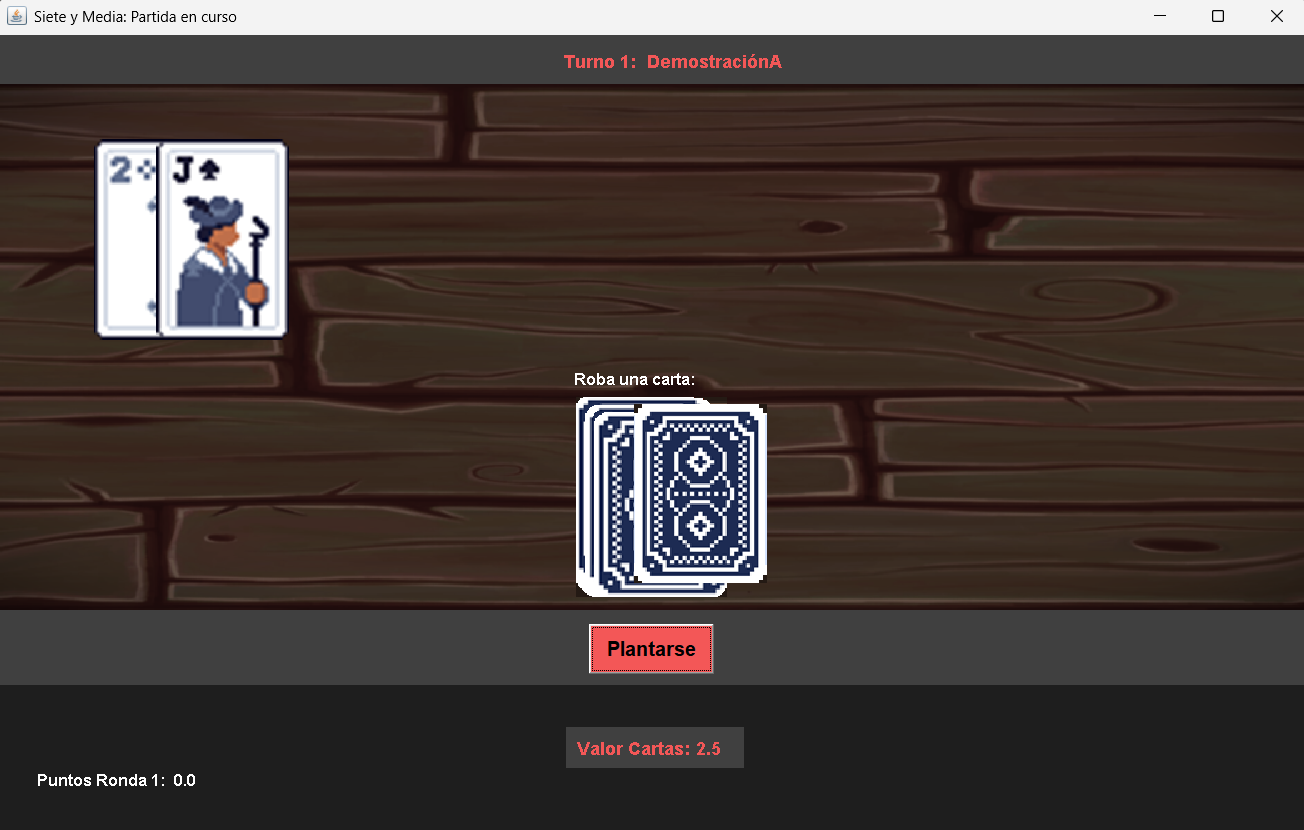 Siete y Media: Partida en curso
Turno 1: DemostraciónA
2 J
Roba una carta:
Plantarse
Valor Cartas: 2.5
Puntos Ronda 1: 0.0